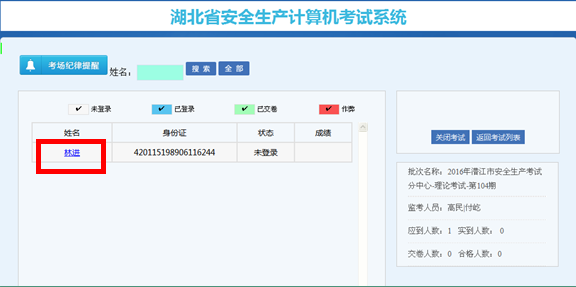 湖北省安全生产计算机考试系统
考场纪律提醒 姓名： 搜 索 全 部
未登录 已登录 已交卷 作弊
姓名 身份证 状态 成绩
林进 420115198906116244 未登录
关闭考试 返回考试列表
批次名称：2016年潜江市安全生产考试
分中心-理论考试-第104期
监考人员：高民|付屹
应到人数：1 实到人数： 0
交卷人数：0 合格人数：0